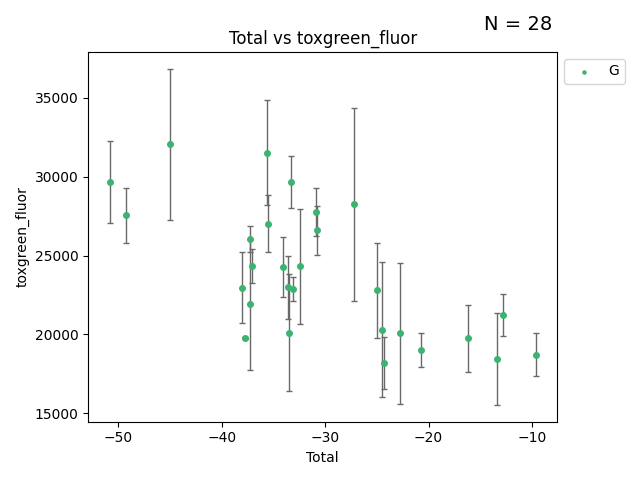 N = 28
Total vs toxgreen_fluor
G
35000
30000
25000
20000
15000
toxgreen_fluor
−50
−40
−30
−20
−10
Total